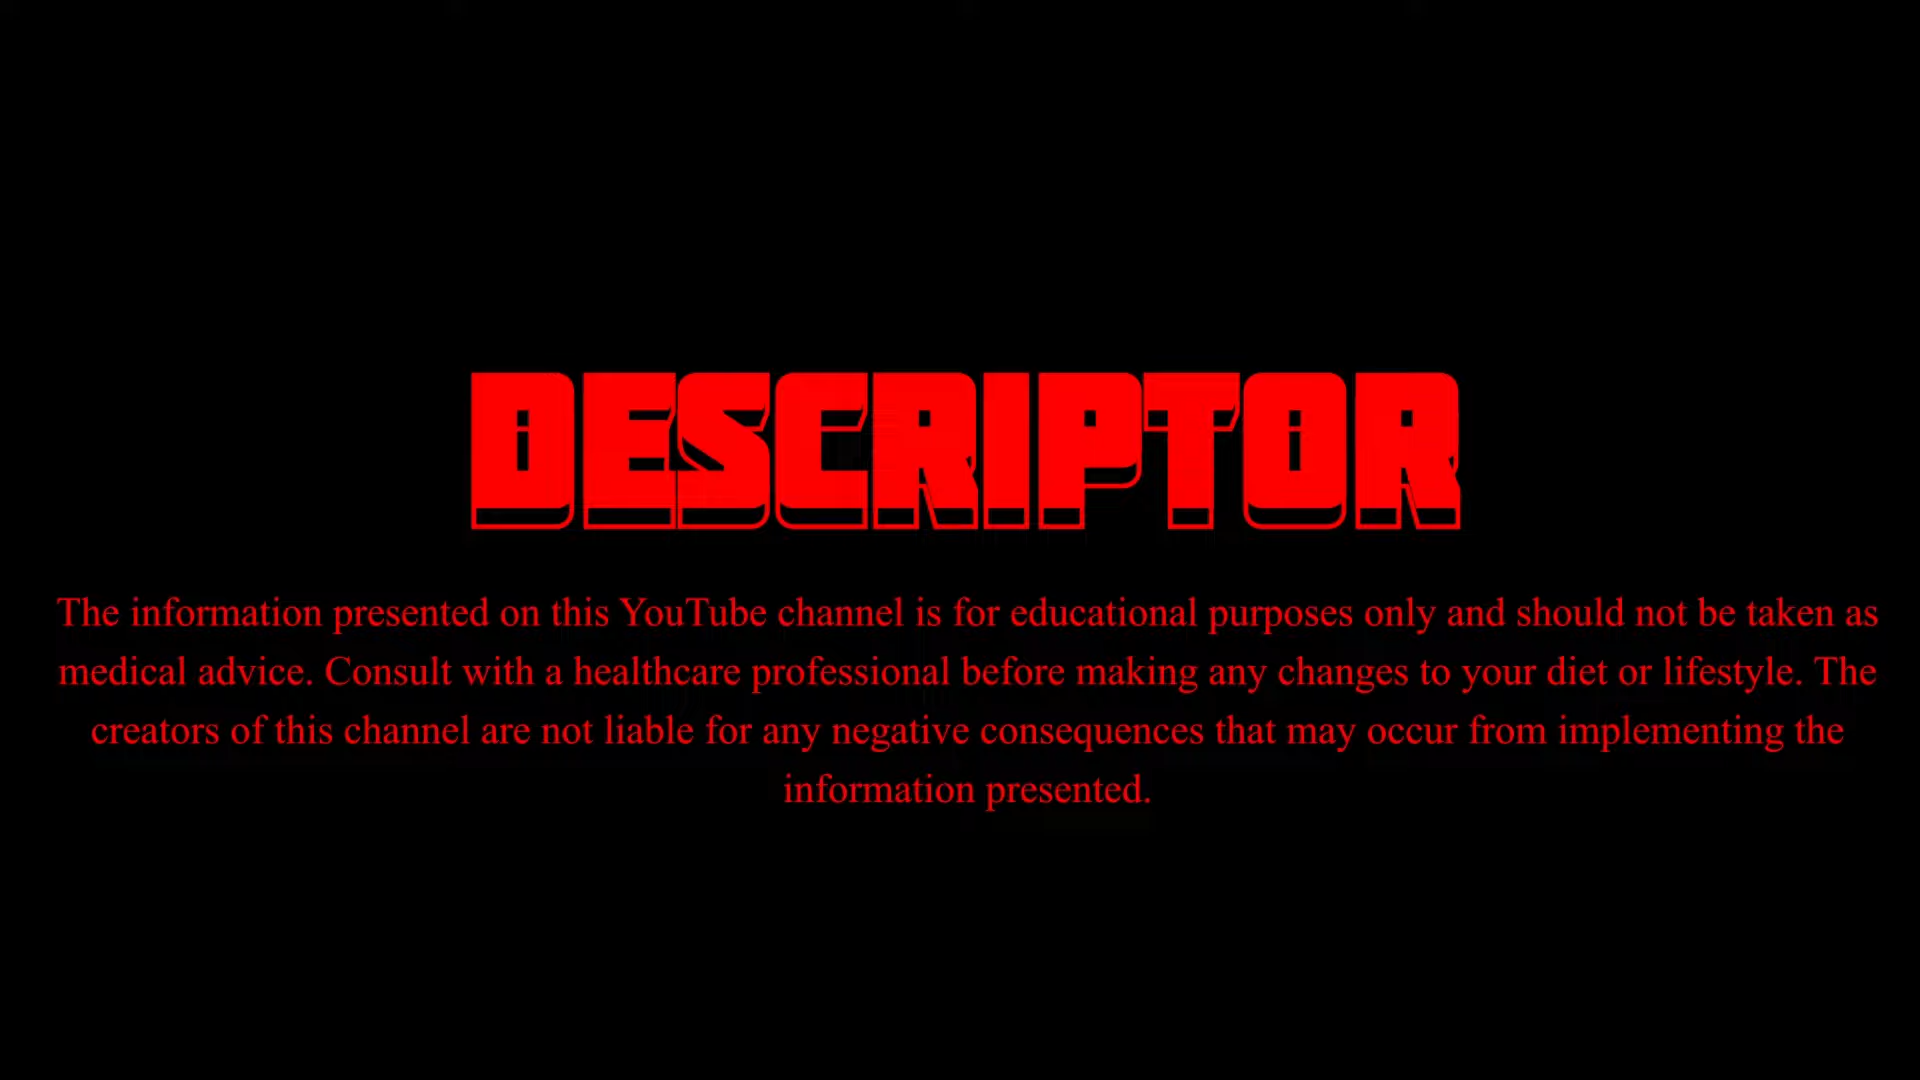 DESCRIPTOR
The information presented on this YouTube channel is for educational purposes only and should not be taken as
medical advice. Consult with a healthcare professional before making any changes to your diet or lifestyle. The
creators of this channel are not liable for any negative consequences that may occur from implementing the
information presented.